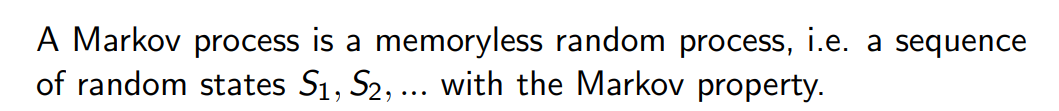 A Markov process is a memoryless random process, i.e. a sequence
of random states S₁, S₂, ... with the Markov property.